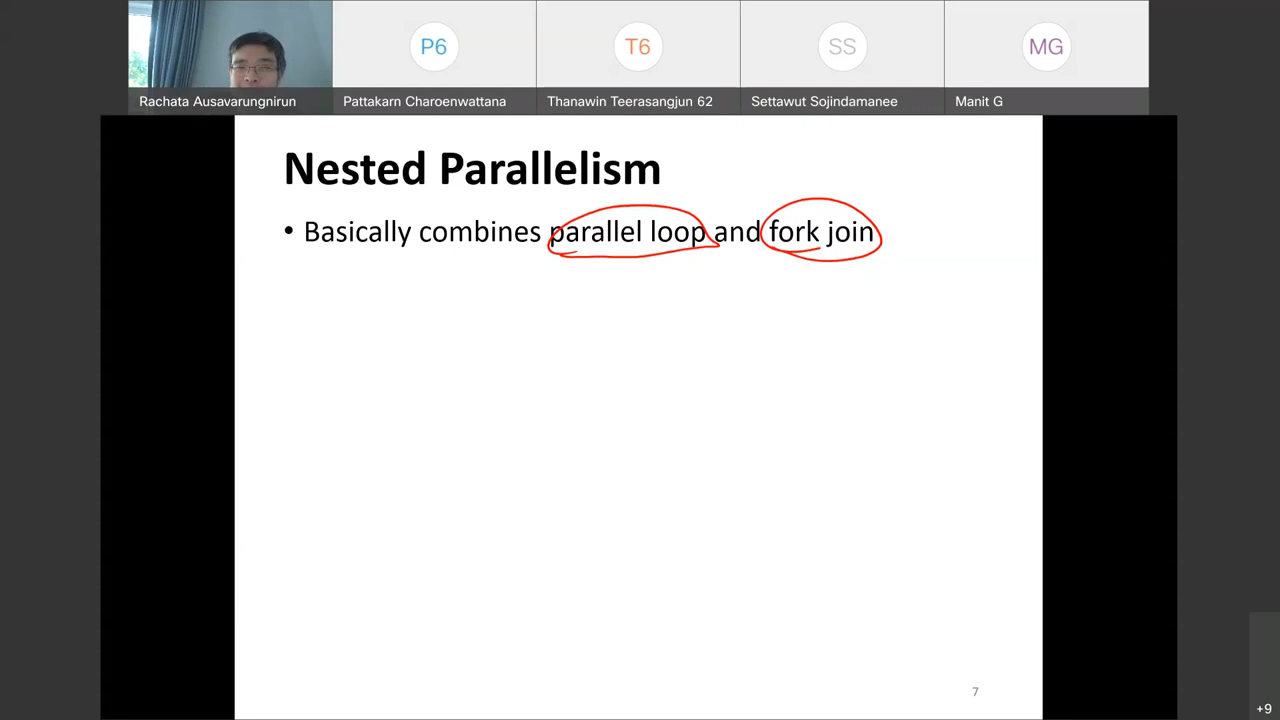 P6
T6
SS
MG
Rachata Ausavarungnirun
Pattakarn Charoenwattana
Thanawin Teerasangjun 62
Settawut Sojindamanee
Manit G
Nested Parallelism
• Basically combines parallel loop and fork join
7
+9